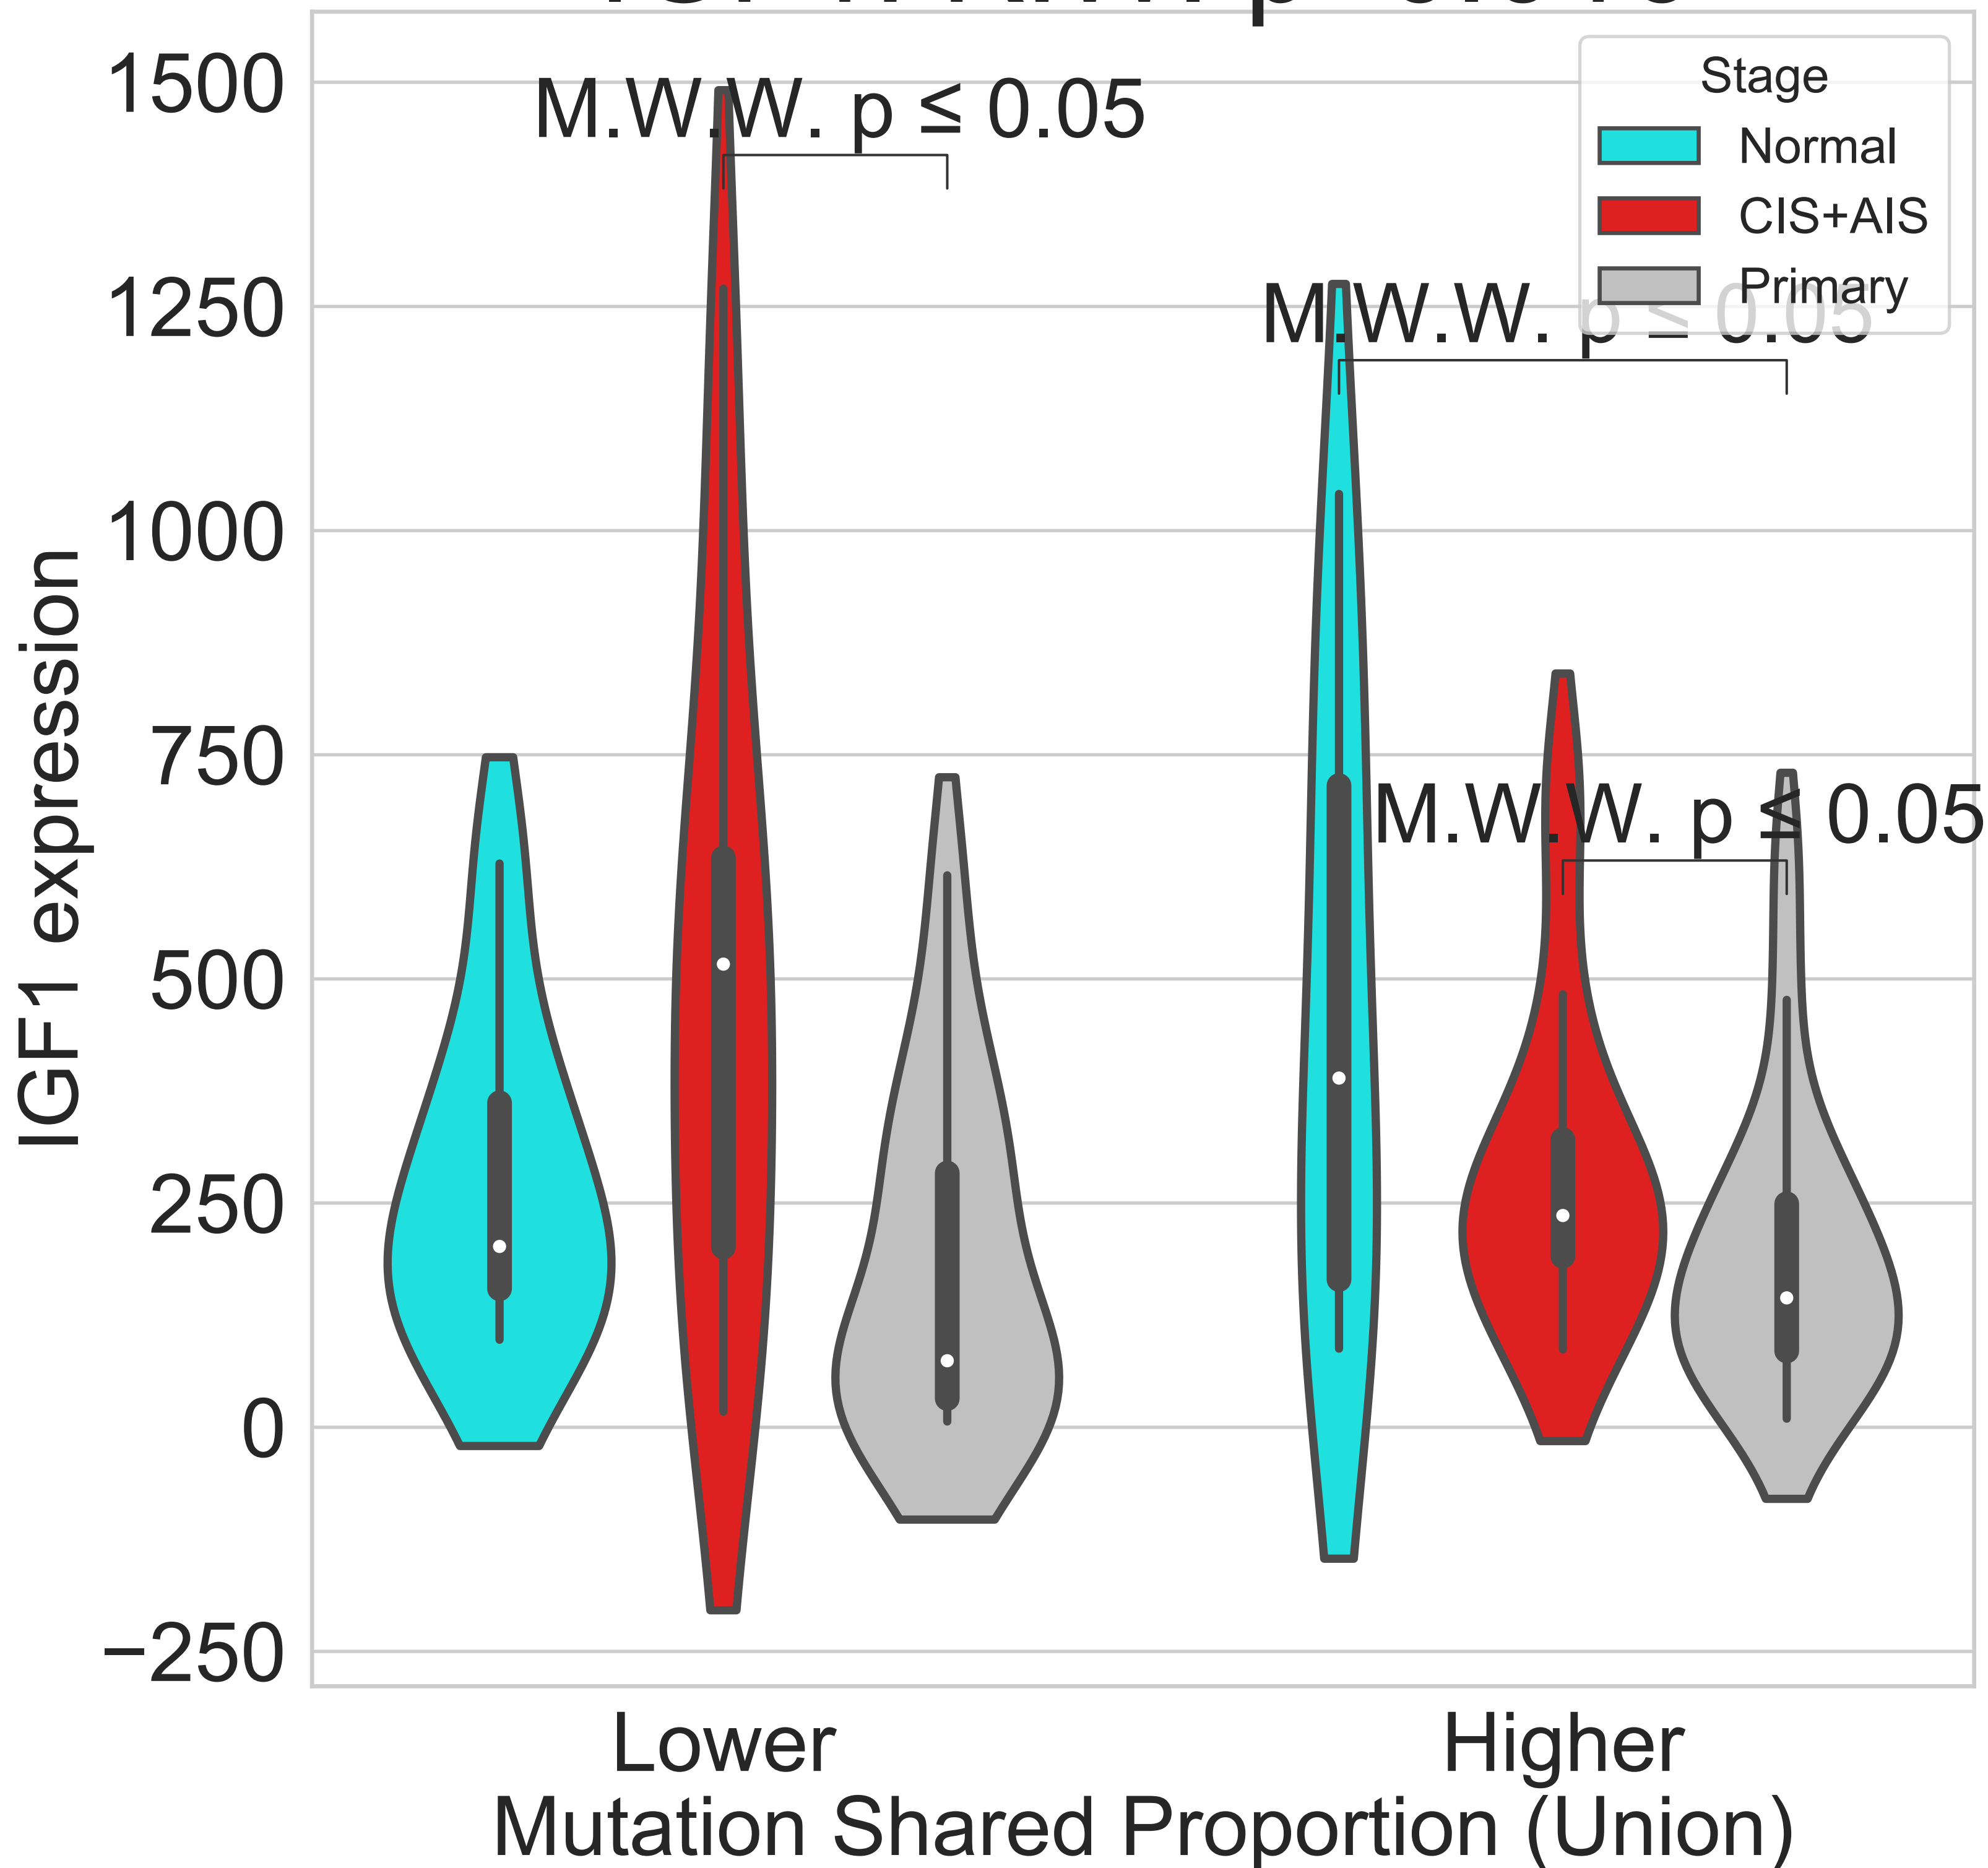 1500
1250
1000
750
500
250
0
−250
IGF1 expression
M.W.W. p ≤ 0.05
M.W.W. p ≤ 0.05
M.W.W. p ≤ 0.05
Stage
Normal
CIS+AIS
Primary
Lower
Higher
Mutation Shared Proportion (Union)